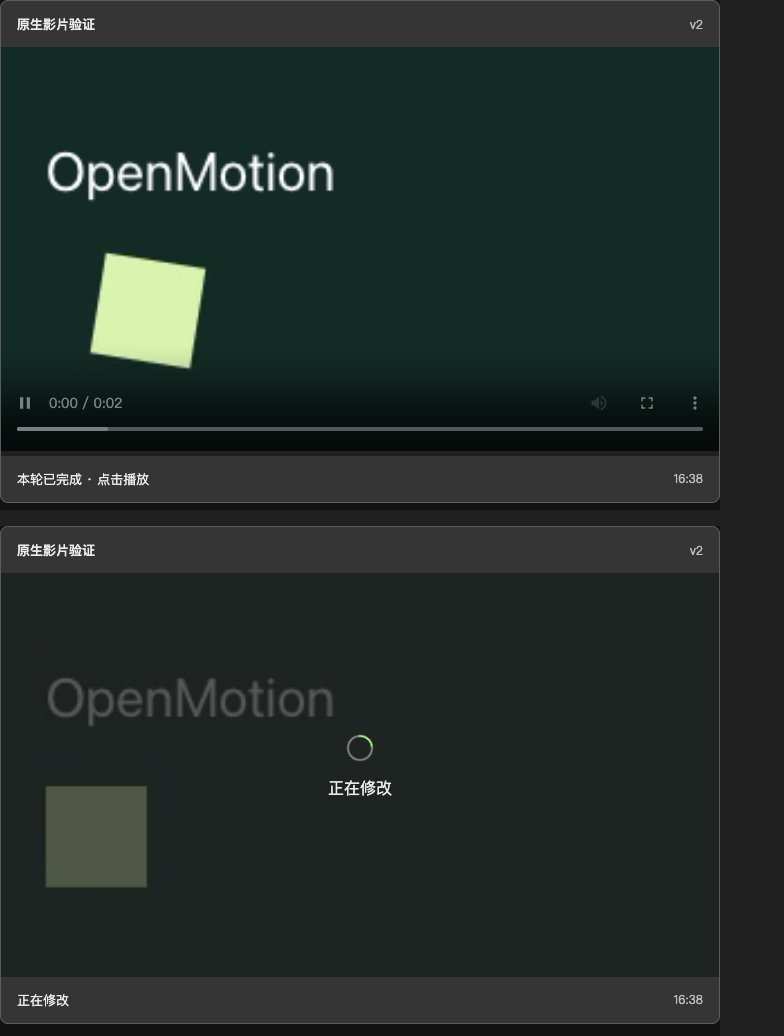 原生影片验证 v2
OpenMotion
0:00 / 0:02
本轮已完成 · 点击播放 16:38
原生影片验证 v2
OpenMotion
正在修改
正在修改 16:38